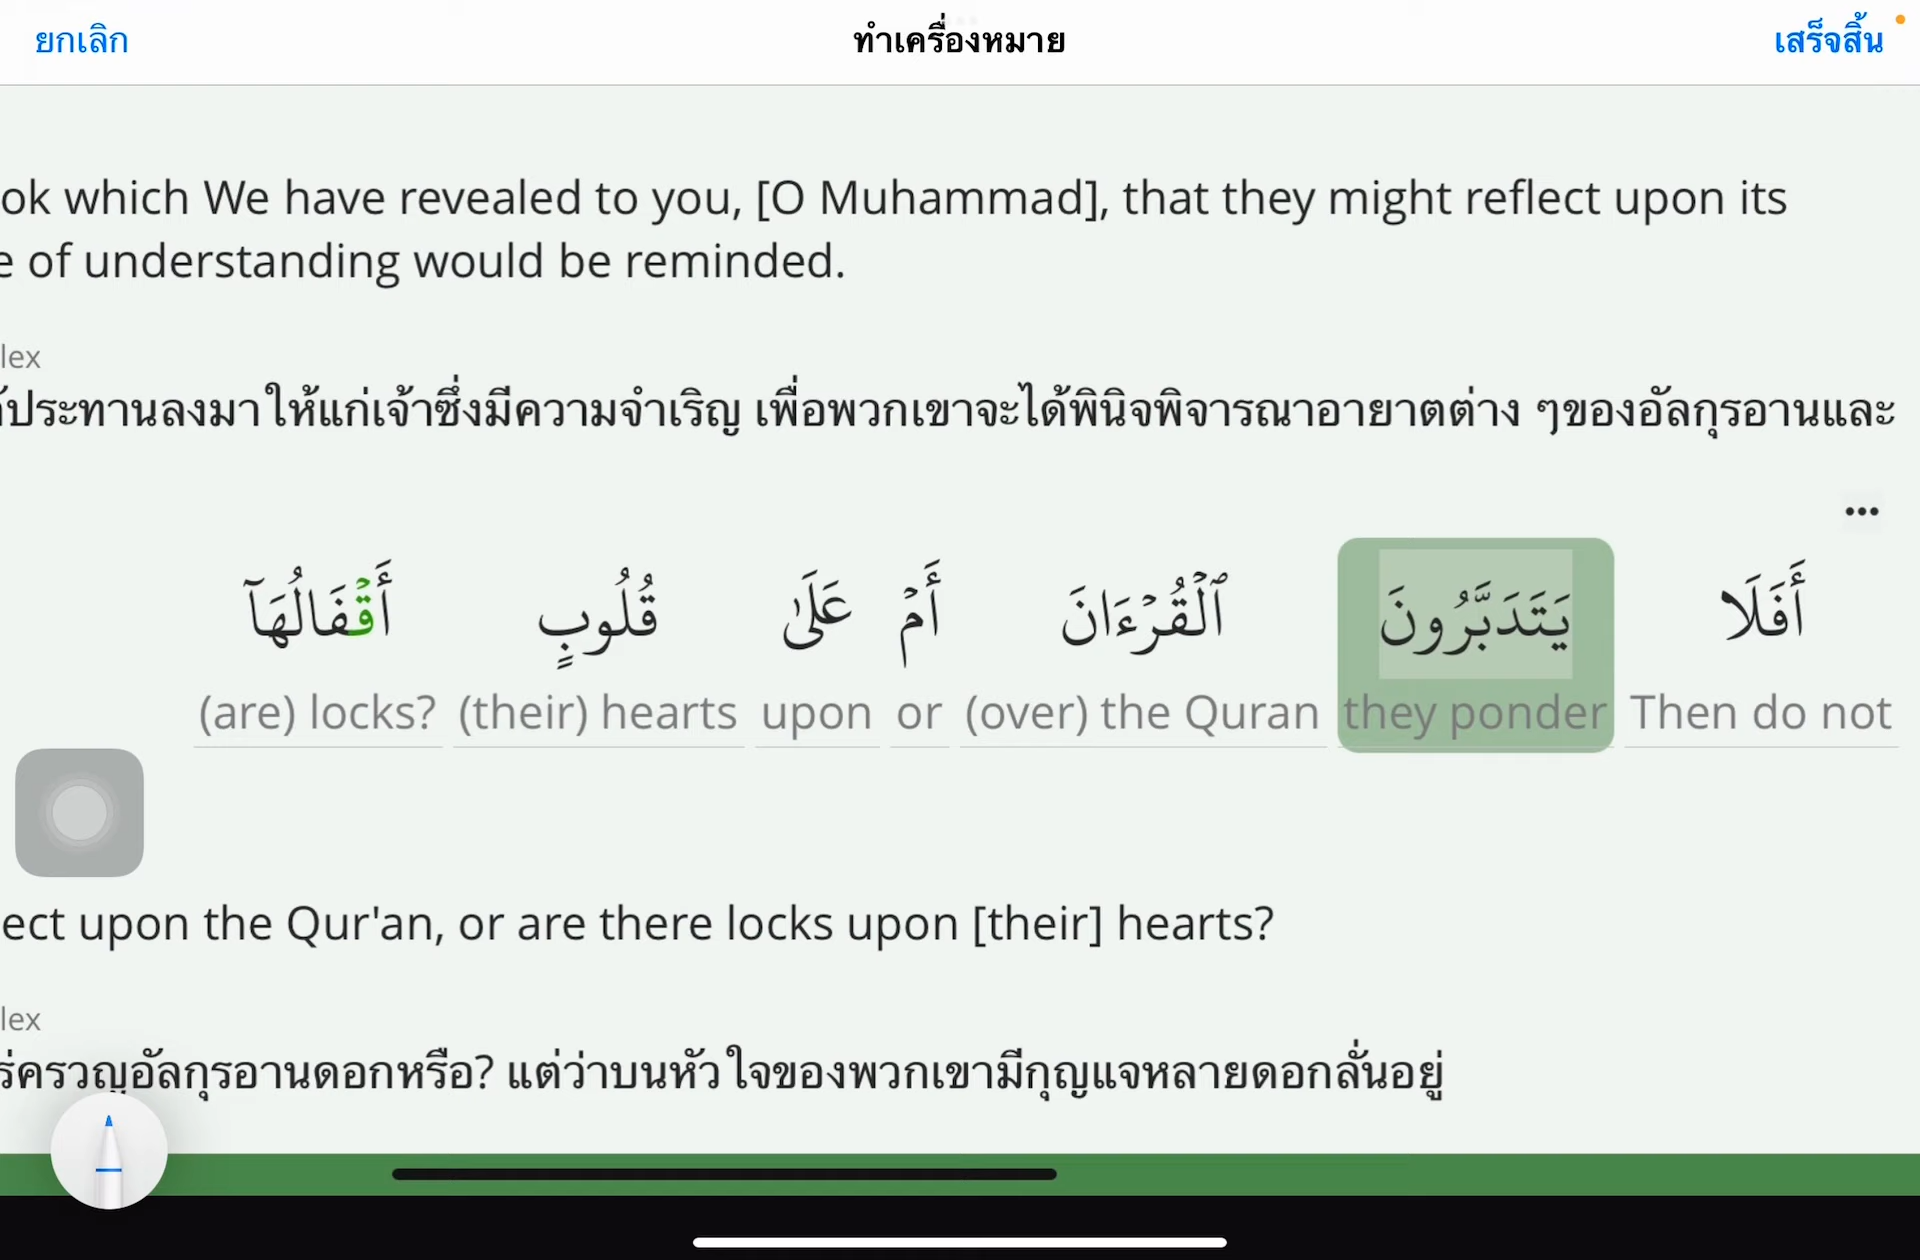 ยกเลิก
ทำเครื่องหมาย
เสร็จสิ้น
ok which We have revealed to you, [O Muhammad], that they might reflect upon its
e of understanding would be reminded.
lex
ประทานลงมาให้แก่เจ้าซึ่งมีความจำเริญ เพื่อพวกเขาจะได้พินิจพิจารณาอายาตต่าง ๆของอัลกุรอานและ
أَفَلَا يَتَدَبَّرُونَ ٱلْقُرْءَانَ أَمْ عَلَىٰ قُلُوبٍ أَقْفَالُهَآ
Then do not they ponder (over) the Quran or upon (their) hearts (are) locks?
ect upon the Qur'an, or are there locks upon [their] hearts?
lex
ร่ครวญอัลกุรอานดอกหรือ? แต่ว่าบนหัวใจของพวกเขามีกุญแจหลายดอกลั่นอยู่